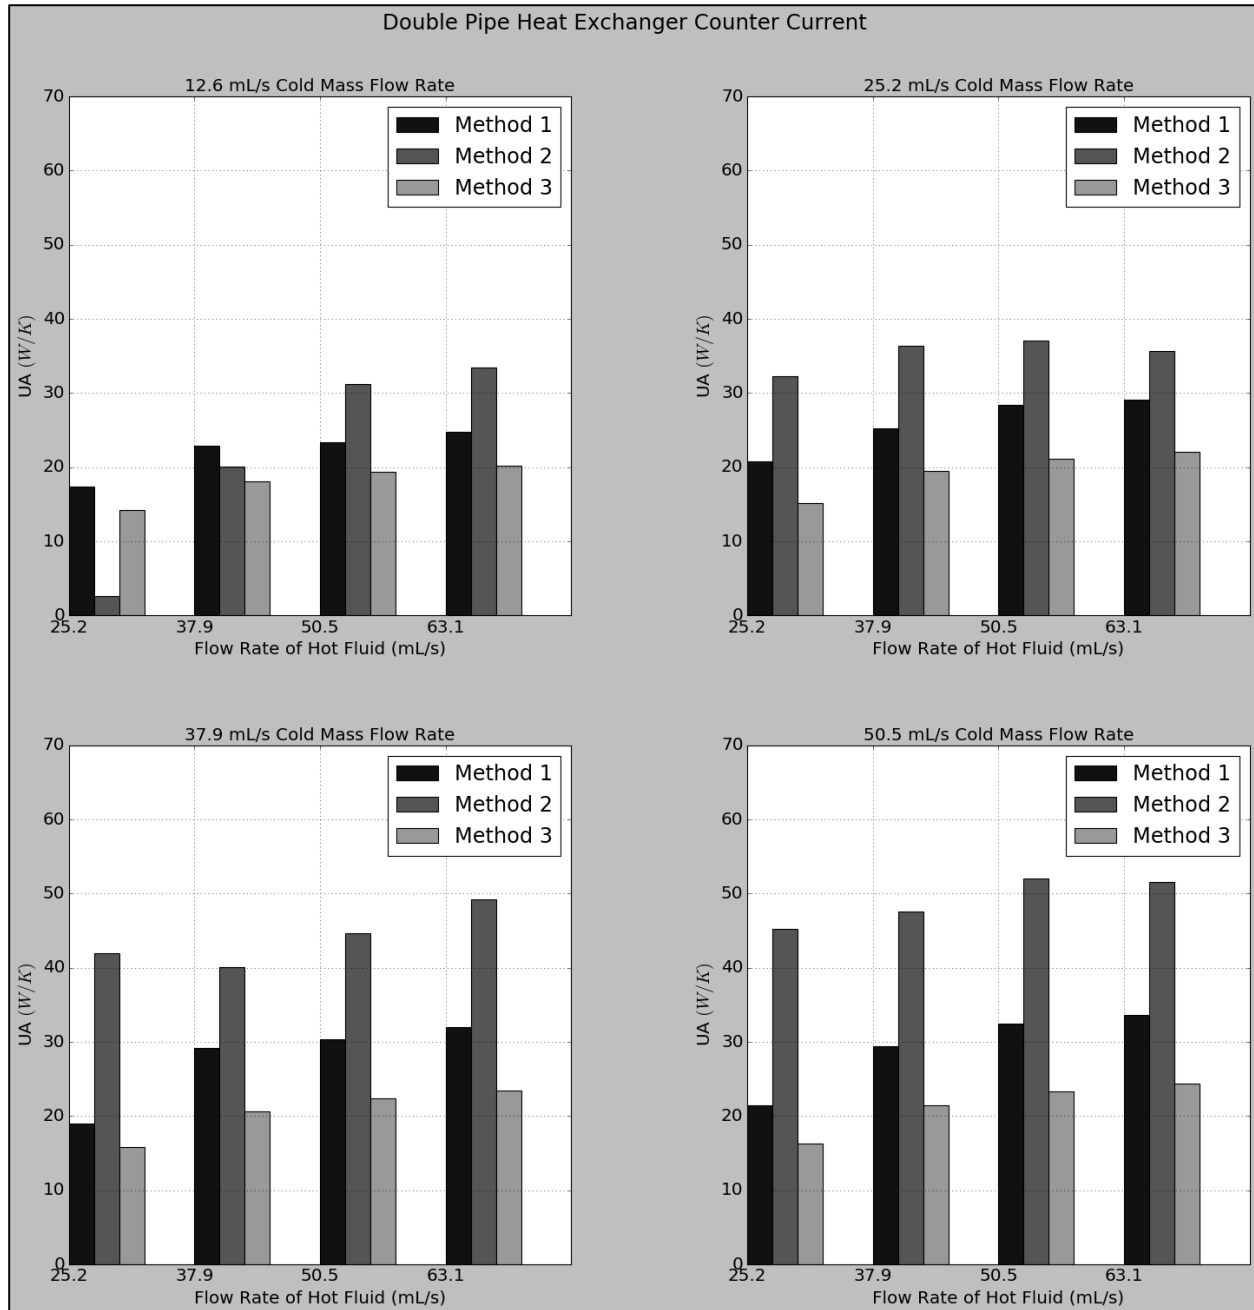 Double Pipe Heat Exchanger Counter Current
12.6 mL/s Cold Mass Flow Rate
70
60
50
40
30
20
10
0
UA (W/K)
Method 1
Method 2
Method 3
25.2 37.9 50.5 63.1
Flow Rate of Hot Fluid (mL/s)
25.2 mL/s Cold Mass Flow Rate
70
60
50
40
30
20
10
0
UA (W/K)
Method 1
Method 2
Method 3
25.2 37.9 50.5 63.1
Flow Rate of Hot Fluid (mL/s)
37.9 mL/s Cold Mass Flow Rate
70
60
50
40
30
20
10
0
UA (W/K)
Method 1
Method 2
Method 3
25.2 37.9 50.5 63.1
Flow Rate of Hot Fluid (mL/s)
50.5 mL/s Cold Mass Flow Rate
70
60
50
40
30
20
10
0
UA (W/K)
Method 1
Method 2
Method 3
25.2 37.9 50.5 63.1
Flow Rate of Hot Fluid (mL/s)